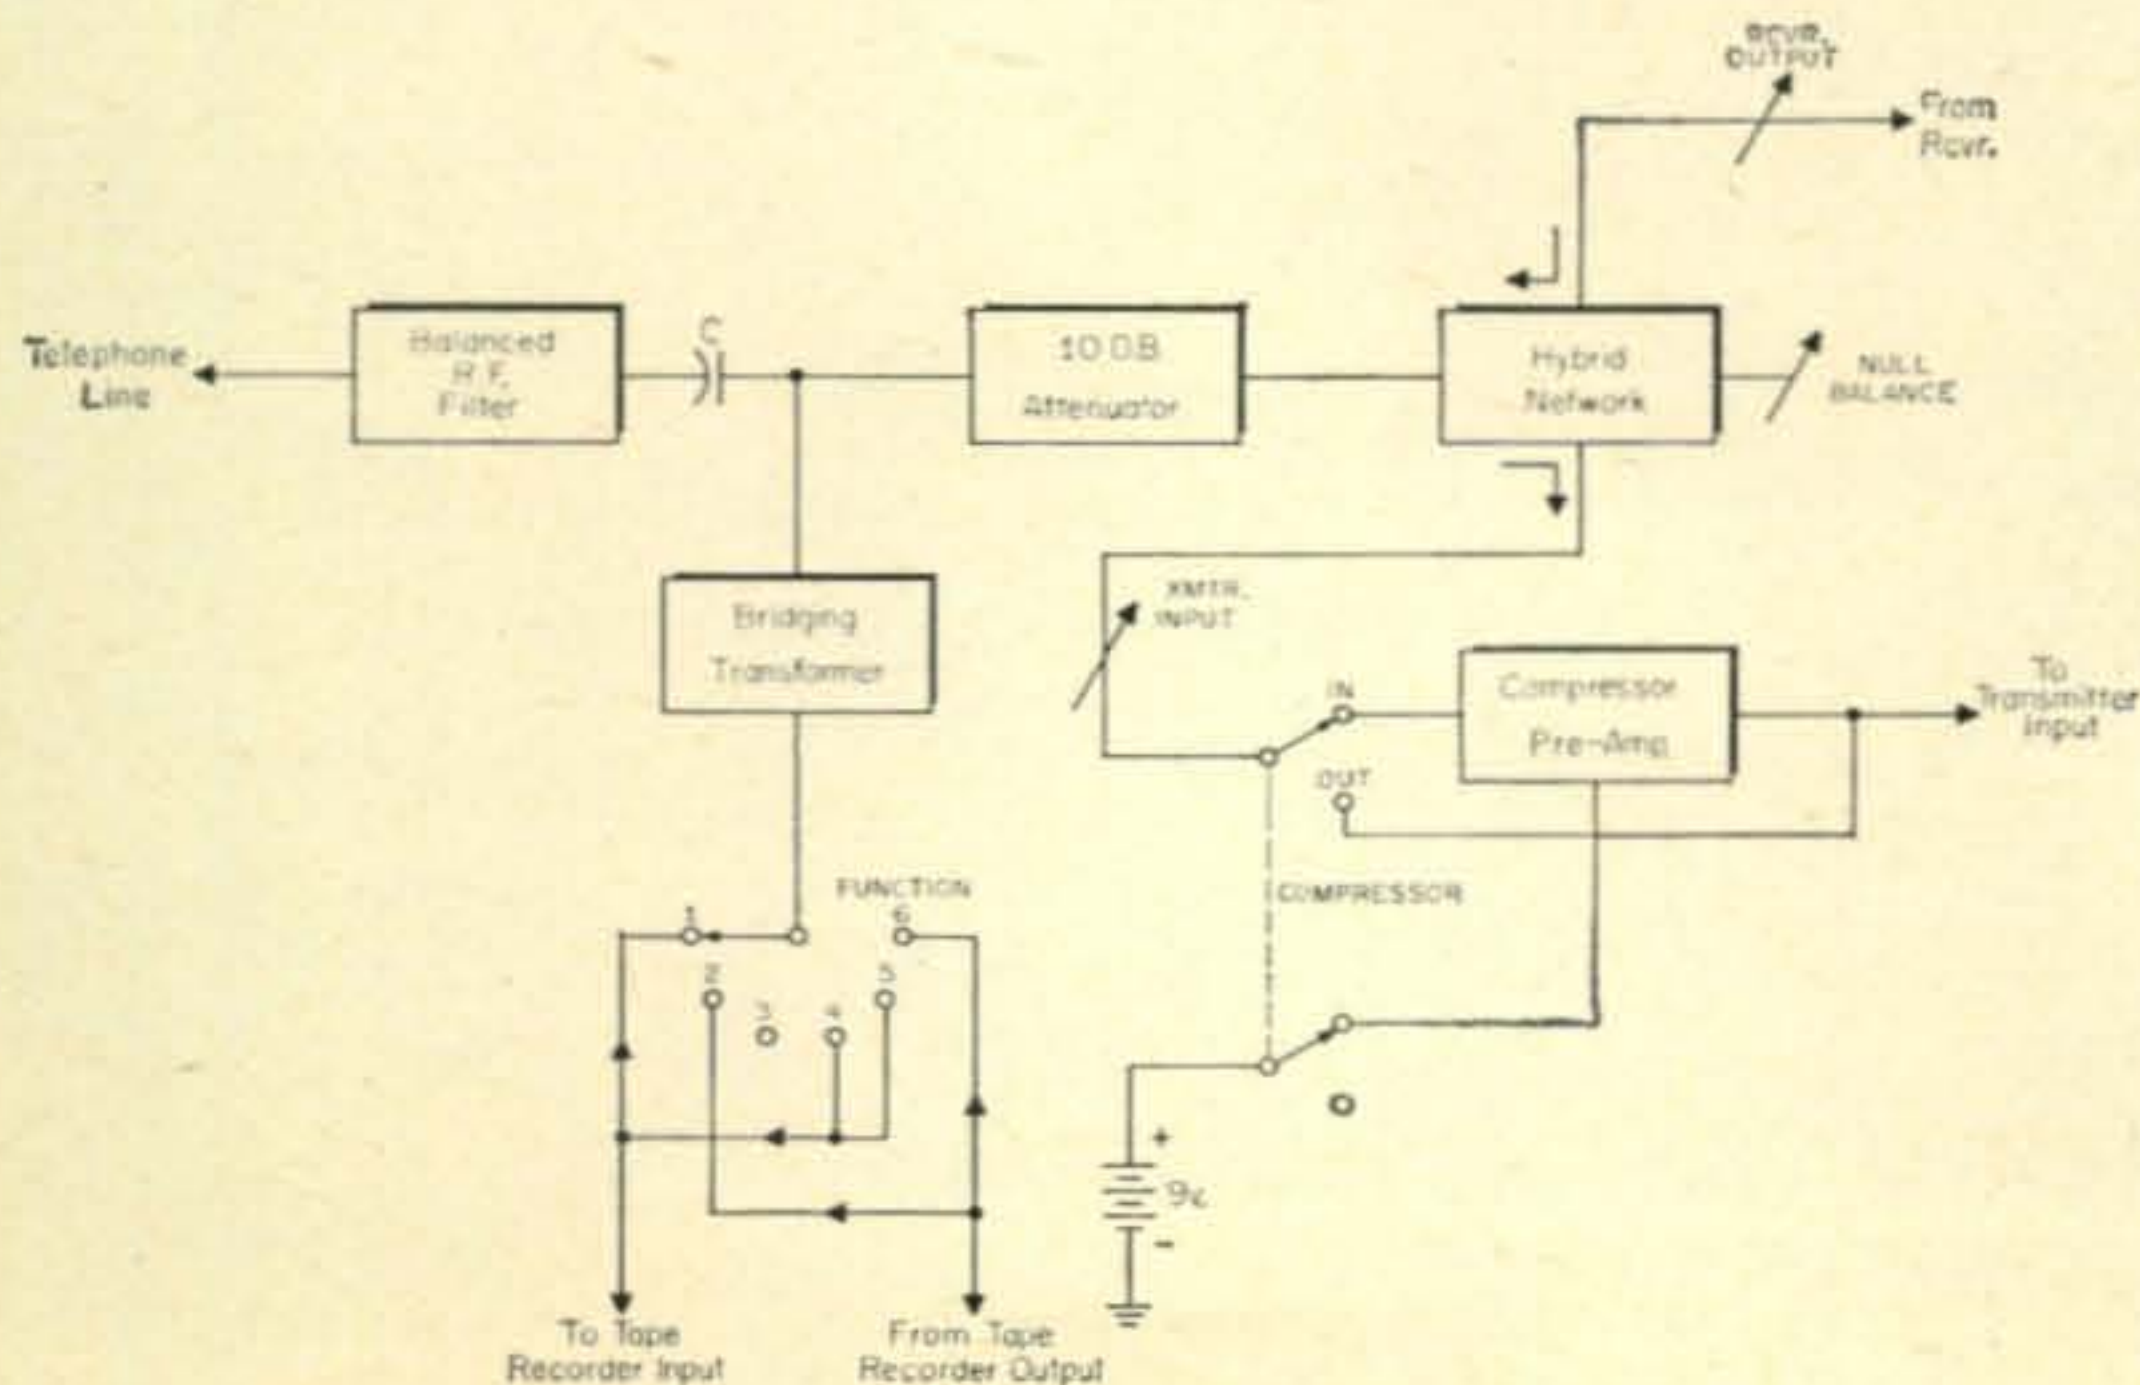 RCVR.
OUTPUT
From
Rcvr.
Telephone
Line
Balanced
R.F.
Filter
C
10 D.B.
Attenuator
Hybrid
Network
NULL
BALANCE
Bridging
Transformer
XMTR.
INPUT
IN
OUT
Compressor
Pre-Amp
To
Transmitter
Input
FUNCTION
1
2
3
4
5
6
COMPRESSOR
+
-
To Tape
Recorder Input
From Tape
Recorder Output